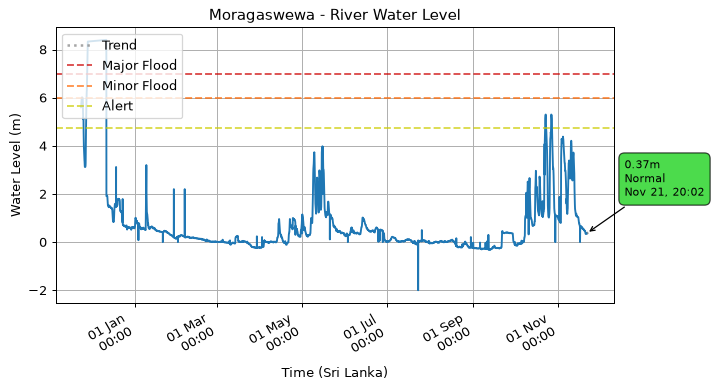 Moragaswewa - River Water Level
Trend
Major Flood
Minor Flood
Alert
8
6
4
2
0
−2
Water Level (m)
0.37m
Normal
Nov 21, 20:02
01 Jan
00:00
01 Mar
00:00
01 May
00:00
01 Jul
00:00
01 Sep
00:00
01 Nov
00:00
Time (Sri Lanka)